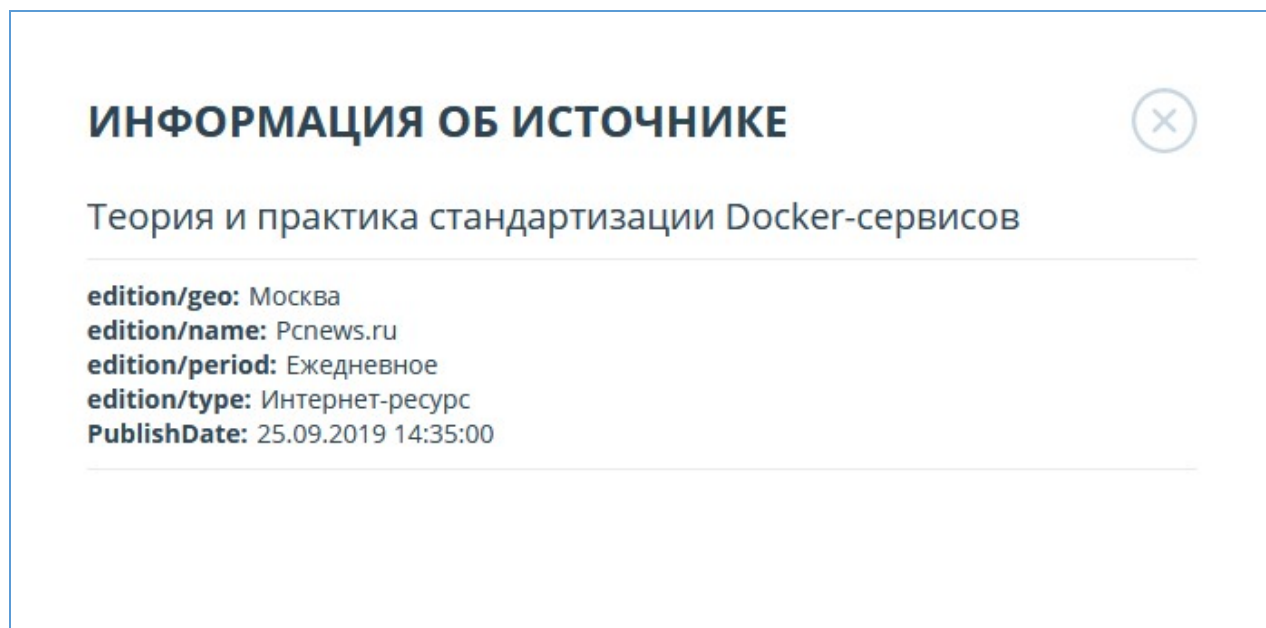 ИНФОРМАЦИЯ ОБ ИСТОЧНИКЕ
Теория и практика стандартизации Docker-сервисов
edition/geo: Москва
edition/name: Pcnews.ru
edition/period: Ежедневное
edition/type: Интернет-ресурс
PublishDate: 25.09.2019 14:35:00